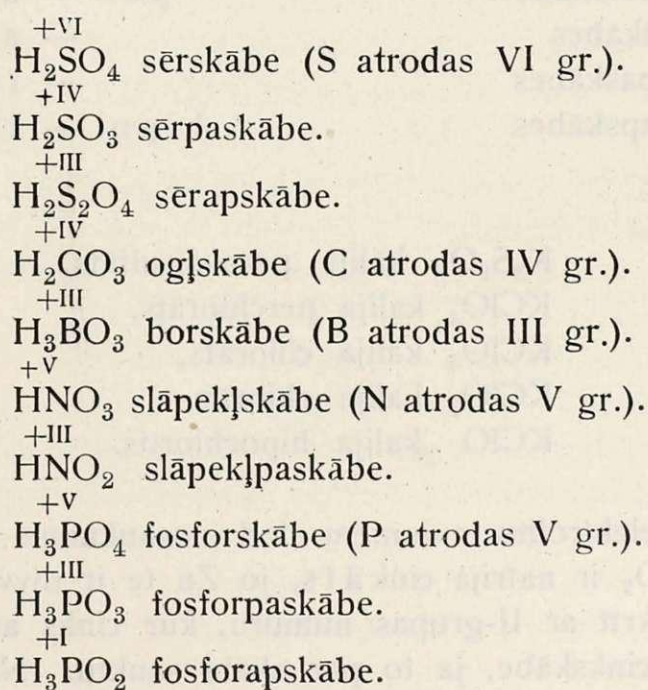 +VI
H₂SO₄ sērskābe (S atrodas VI gr.).
+IV
H₂SO₃ sērpaskābe.
+III
H₂S₂O₄ sērapskābe.
+IV
H₂CO₃ ogļskābe (C atrodas IV gr.).
+III
H₃BO₃ borskābe (B atrodas III gr.).
+V
HNO₃ slāpekļskābe (N atrodas V gr.).
+III
HNO₂ slāpekļpaskābe.
+V
H₃PO₄ fosforskābe (P atrodas V gr.).
+III
H₃PO₃ fosforpaskābe.
+I
H₃PO₂ fosforapskābe.